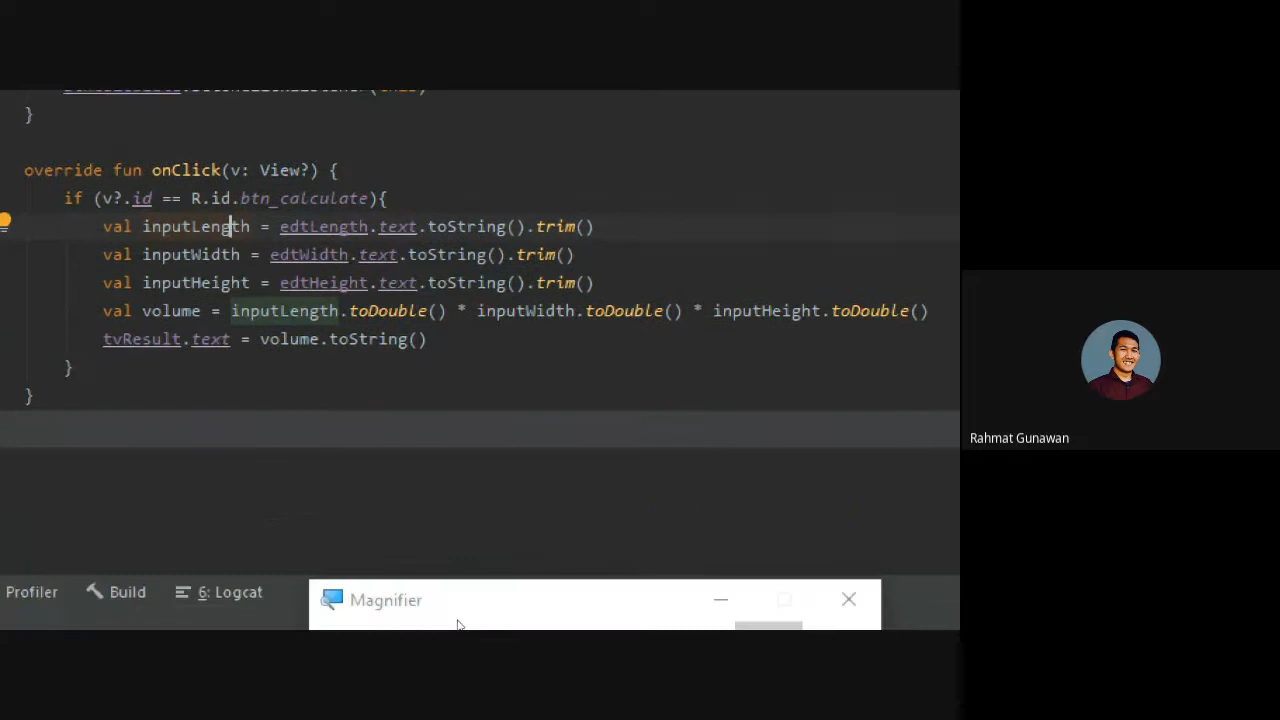 }
override fun onClick(v: View?) {
if (v?.id == R.id.btn_calculate){
val inputLength = edtLength.text.toString().trim()
val inputWidth = edtWidth.text.toString().trim()
val inputHeight = edtHeight.text.toString().trim()
val volume = inputLength.toDouble() * inputWidth.toDouble() * inputHeight.toDouble()
tvResult.text = volume.toString()
}
}
Rahmat Gunawan
Profiler Build 6: Logcat
Magnifier